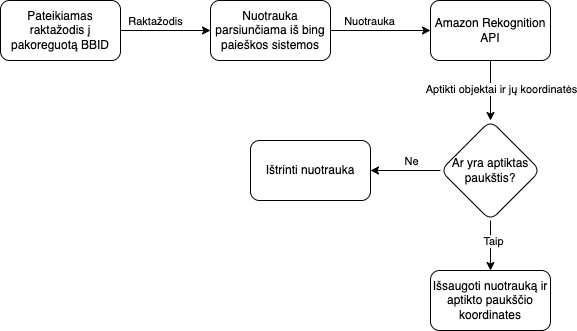 Pateikiamas
raktažodis į
pakoreguotą BBID
Raktažodis
Nuotrauka
parsiunčiama iš bing
paieškos sistemos
Nuotrauka
Amazon Rekognition
API
Aptikti objektai ir jų koordinatės
Ar yra aptiktas
paukštis?
Ne
Ištrinti nuotrauka
Taip
Išsaugoti nuotrauką ir
aptikto paukščio
koordinates